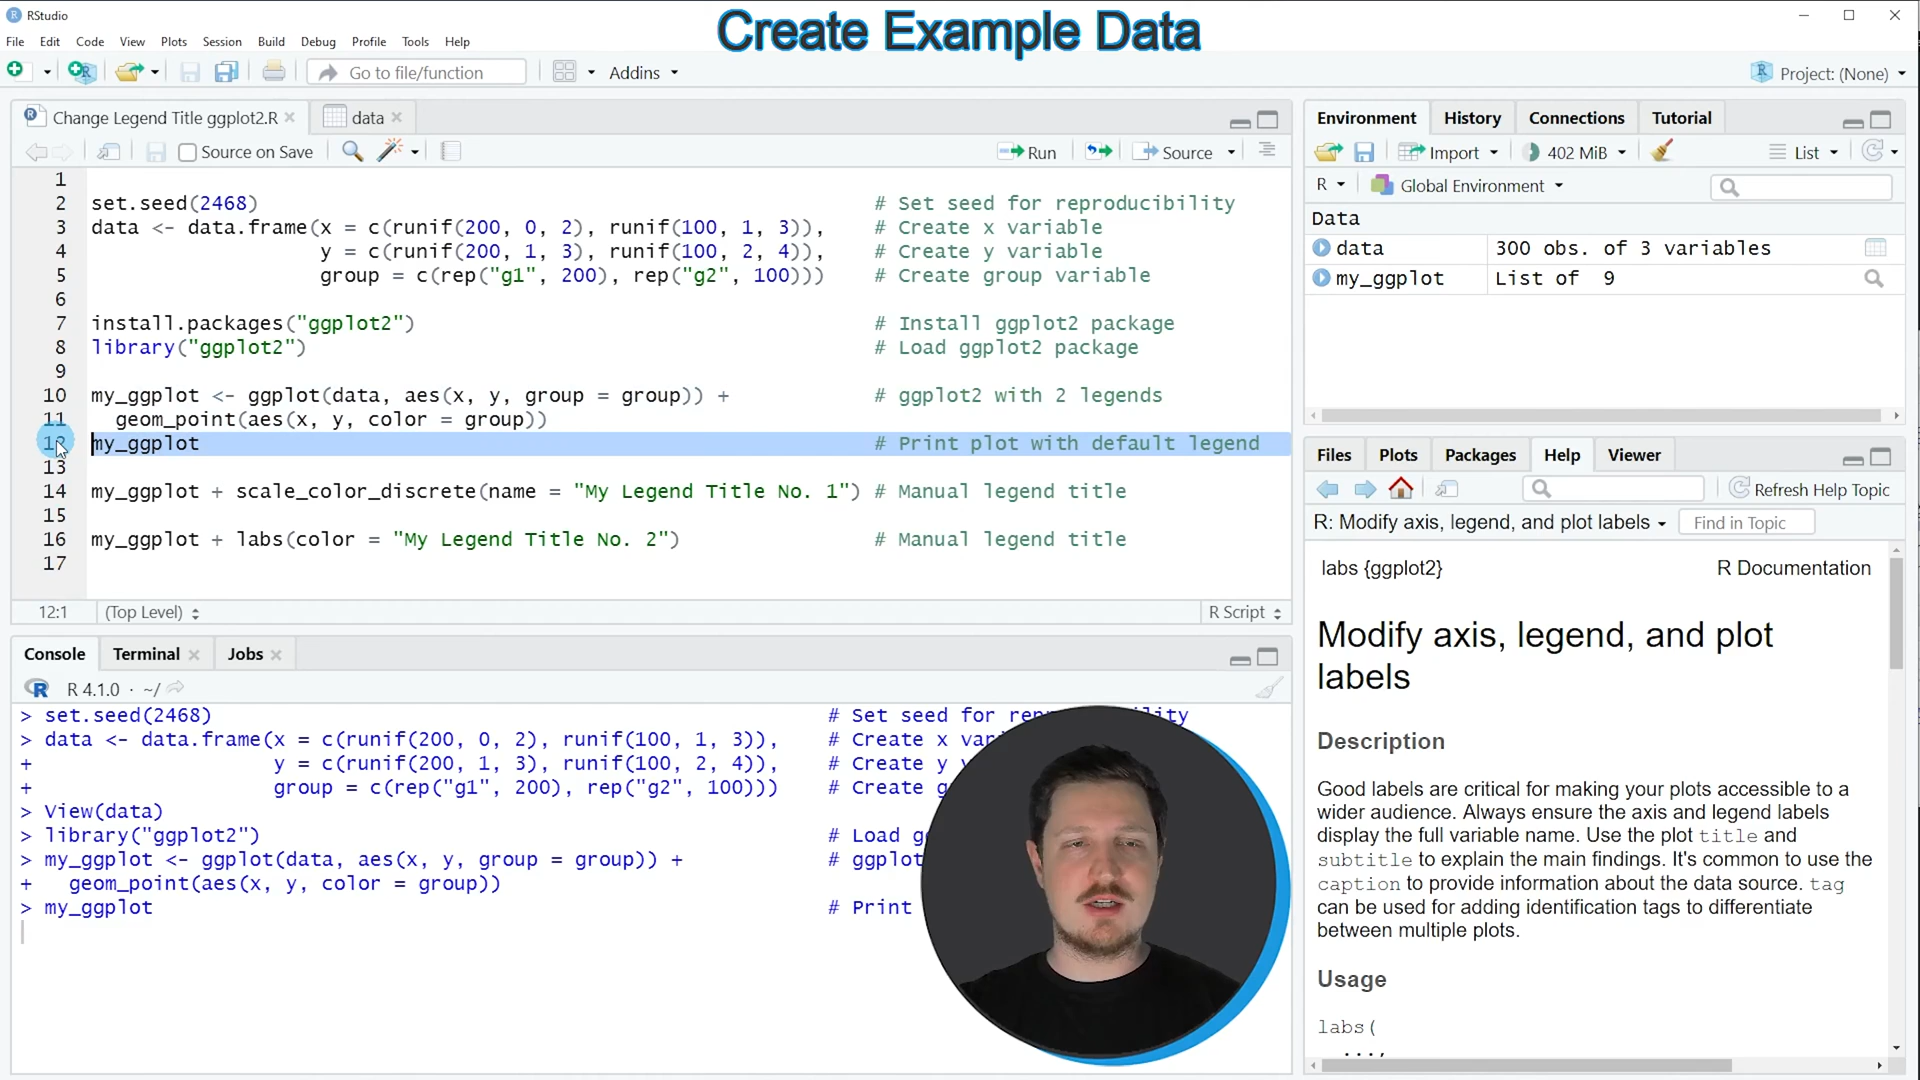 RStudio
Create Example Data
File Edit Code View Plots Session Build Debug Profile Tools Help
Go to file/function Addins Project: (None)
Change Legend Title ggplot2.R data
Source on Save Run Source
1
2 set.seed(2468) # Set seed for reproducibility
3 data <- data.frame(x = c(runif(200, 0, 2), runif(100, 1, 3)), # Create x variable
4 y = c(runif(200, 1, 3), runif(100, 2, 4)), # Create y variable
5 group = c(rep("g1", 200), rep("g2", 100))) # Create group variable
6
7 install.packages("ggplot2") # Install ggplot2 package
8 library("ggplot2") # Load ggplot2 package
9
10 my_ggplot <- ggplot(data, aes(x, y, group = group)) + # ggplot2 with 2 legends
11 geom_point(aes(x, y, color = group))
12 my_ggplot # Print plot with default legend
13
14 my_ggplot + scale_color_discrete(name = "My Legend Title No. 1") # Manual legend title
15
16 my_ggplot + labs(color = "My Legend Title No. 2") # Manual legend title
17
12:1 (Top Level) R Script
Console Terminal Jobs
R 4.1.0 · ~/
> set.seed(2468) # Set seed for rep ibility
> data <- data.frame(x = c(runif(200, 0, 2), runif(100, 1, 3)), # Create x var
+ y = c(runif(200, 1, 3), runif(100, 2, 4)), # Create y v
+ group = c(rep("g1", 200), rep("g2", 100))) # Create g
> View(data)
> library("ggplot2") # Load g
> my_ggplot <- ggplot(data, aes(x, y, group = group)) + # ggplot
+ geom_point(aes(x, y, color = group))
> my_ggplot # Print
Environment History Connections Tutorial
Import 402 MiB List
R Global Environment
Data
data 300 obs. of 3 variables
my_ggplot List of 9
Files Plots Packages Help Viewer
Refresh Help Topic
R: Modify axis, legend, and plot labels Find in Topic
labs {ggplot2} R Documentation
Modify axis, legend, and plot
labels
Description
Good labels are critical for making your plots accessible to a
wider audience. Always ensure the axis and legend labels
display the full variable name. Use the plot title and
subtitle to explain the main findings. It's common to use the
caption to provide information about the data source. tag
can be used for adding identification tags to differentiate
between multiple plots.
Usage
labs(
...,